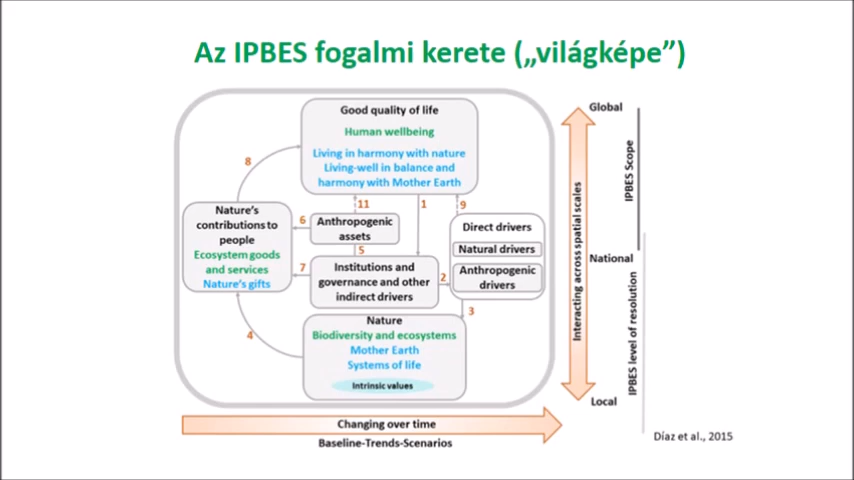 Az IPBES fogalmi kerete („világképe”)
Good quality of life
Human wellbeing
Living in harmony with nature
Living-well in balance and
harmony with Mother Earth
8
11
1
9
Nature's
contributions to
people
Ecosystem goods
and services
Nature's gifts
6
Anthropogenic
assets
5
7
Institutions and
governance and other
indirect drivers
2
Direct drivers
Natural drivers
Anthropogenic
drivers
3
4
Nature
Biodiversity and ecosystems
Mother Earth
Systems of life
Intrinsic values
Interacting across spatial scales
Global
National
Local
IPBES Scope
IPBES level of resolution
Changing over time
Baseline-Trends-Scenarios
Díaz et al., 2015